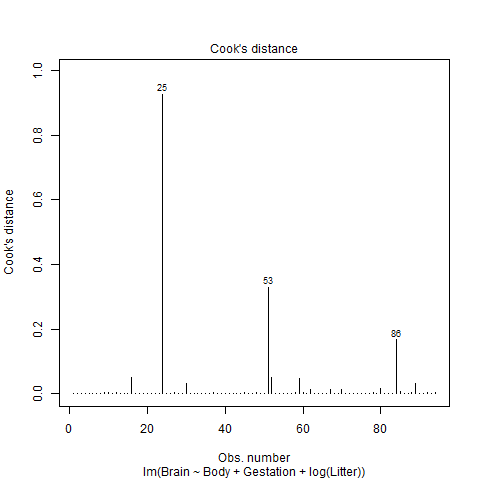 Cook's distance
Cook's distance
0.0
0.2
0.4
0.6
0.8
1.0
25
53
86
0 20 40 60 80
Obs. number
lm(Brain ~ Body + Gestation + log(Litter))